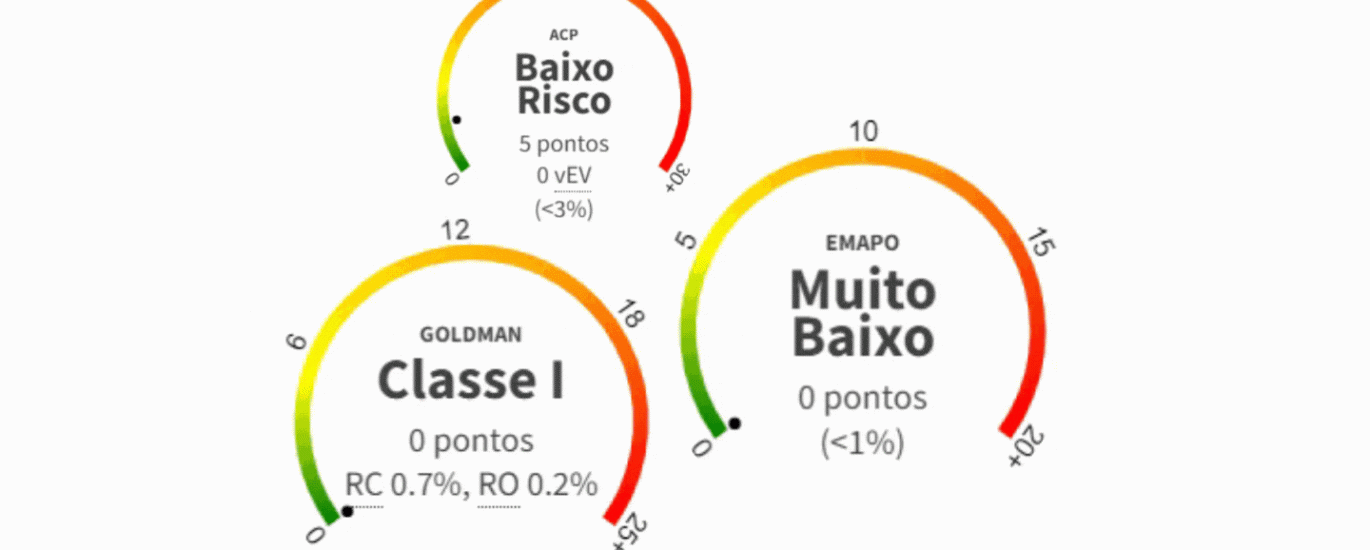 ACP
Baixo
Risco
5 pontos
0 vEV
(<3%)
0
30+
12
6
18
GOLDMAN
Classe I
0 pontos
RC 0.7%, RO 0.2%
0
25+
10
5
15
EMAPO
Muito
Baixo
0 pontos
(<1%)
0
20+